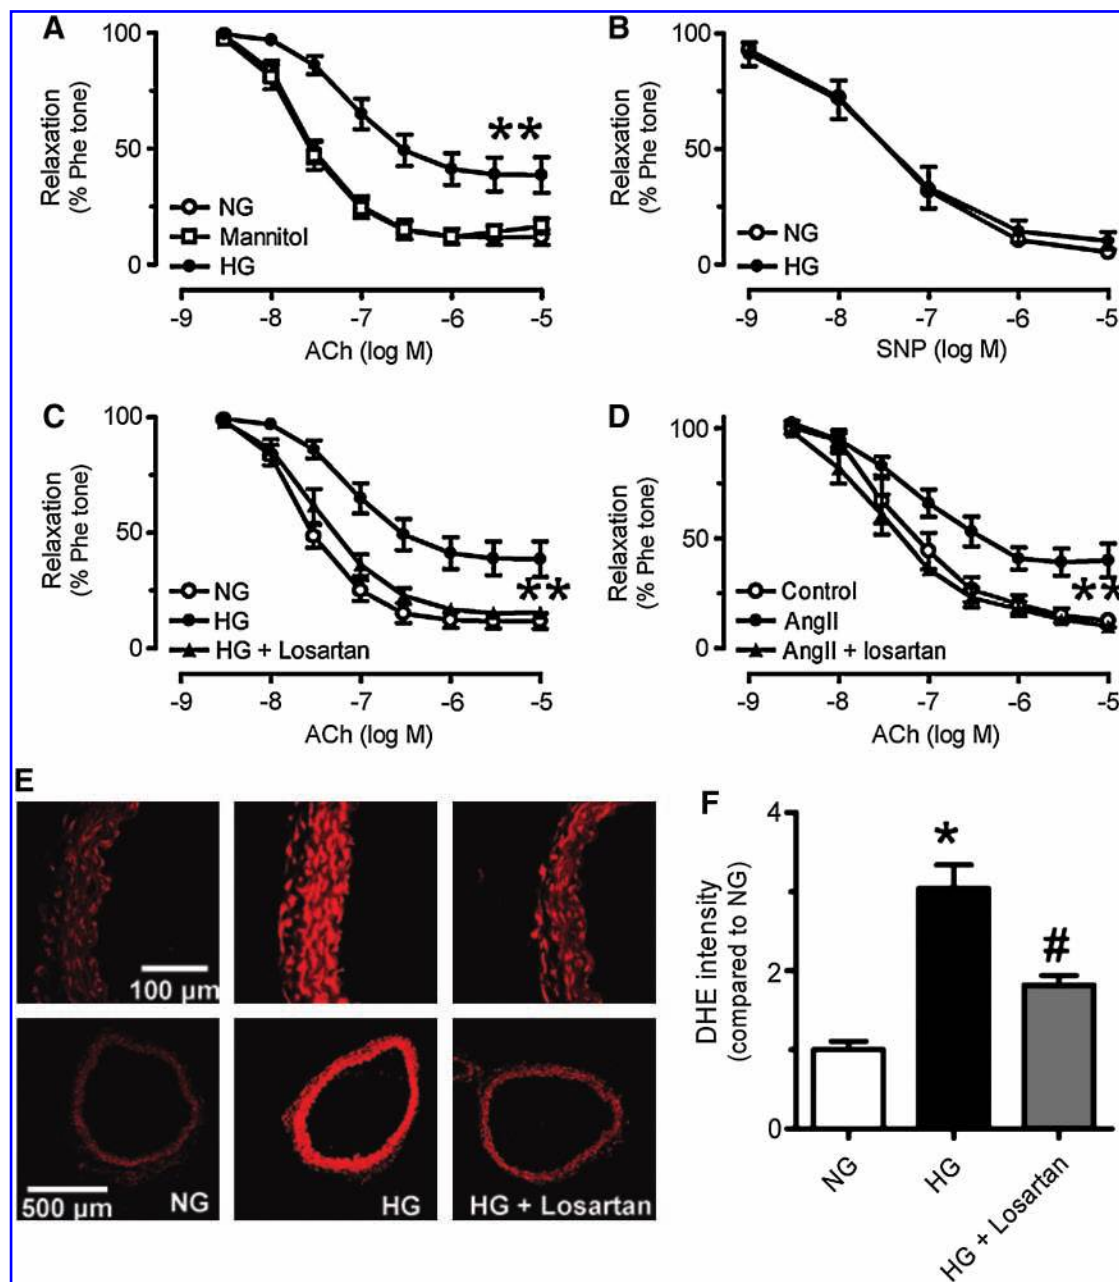 A
100
50
0
Relaxation
(% Phe tone)
NG
Mannitol
HG
**
-9 -8 -7 -6 -5
ACh (log M)
B
100
50
0
Relaxation
(% Phe tone)
NG
HG
-9 -8 -7 -6 -5
SNP (log M)
C
100
50
0
Relaxation
(% Phe tone)
NG
HG
HG + Losartan
**
-9 -8 -7 -6 -5
ACh (log M)
D
100
50
0
Relaxation
(% Phe tone)
Control
AngII
AngII + losartan
**
-9 -8 -7 -6 -5
ACh (log M)
E
100 µm
500 µm
NG
HG
HG + Losartan
F
4
2
0
DHE intensity
(compared to NG)
*
#
NG
HG
HG + Losartan